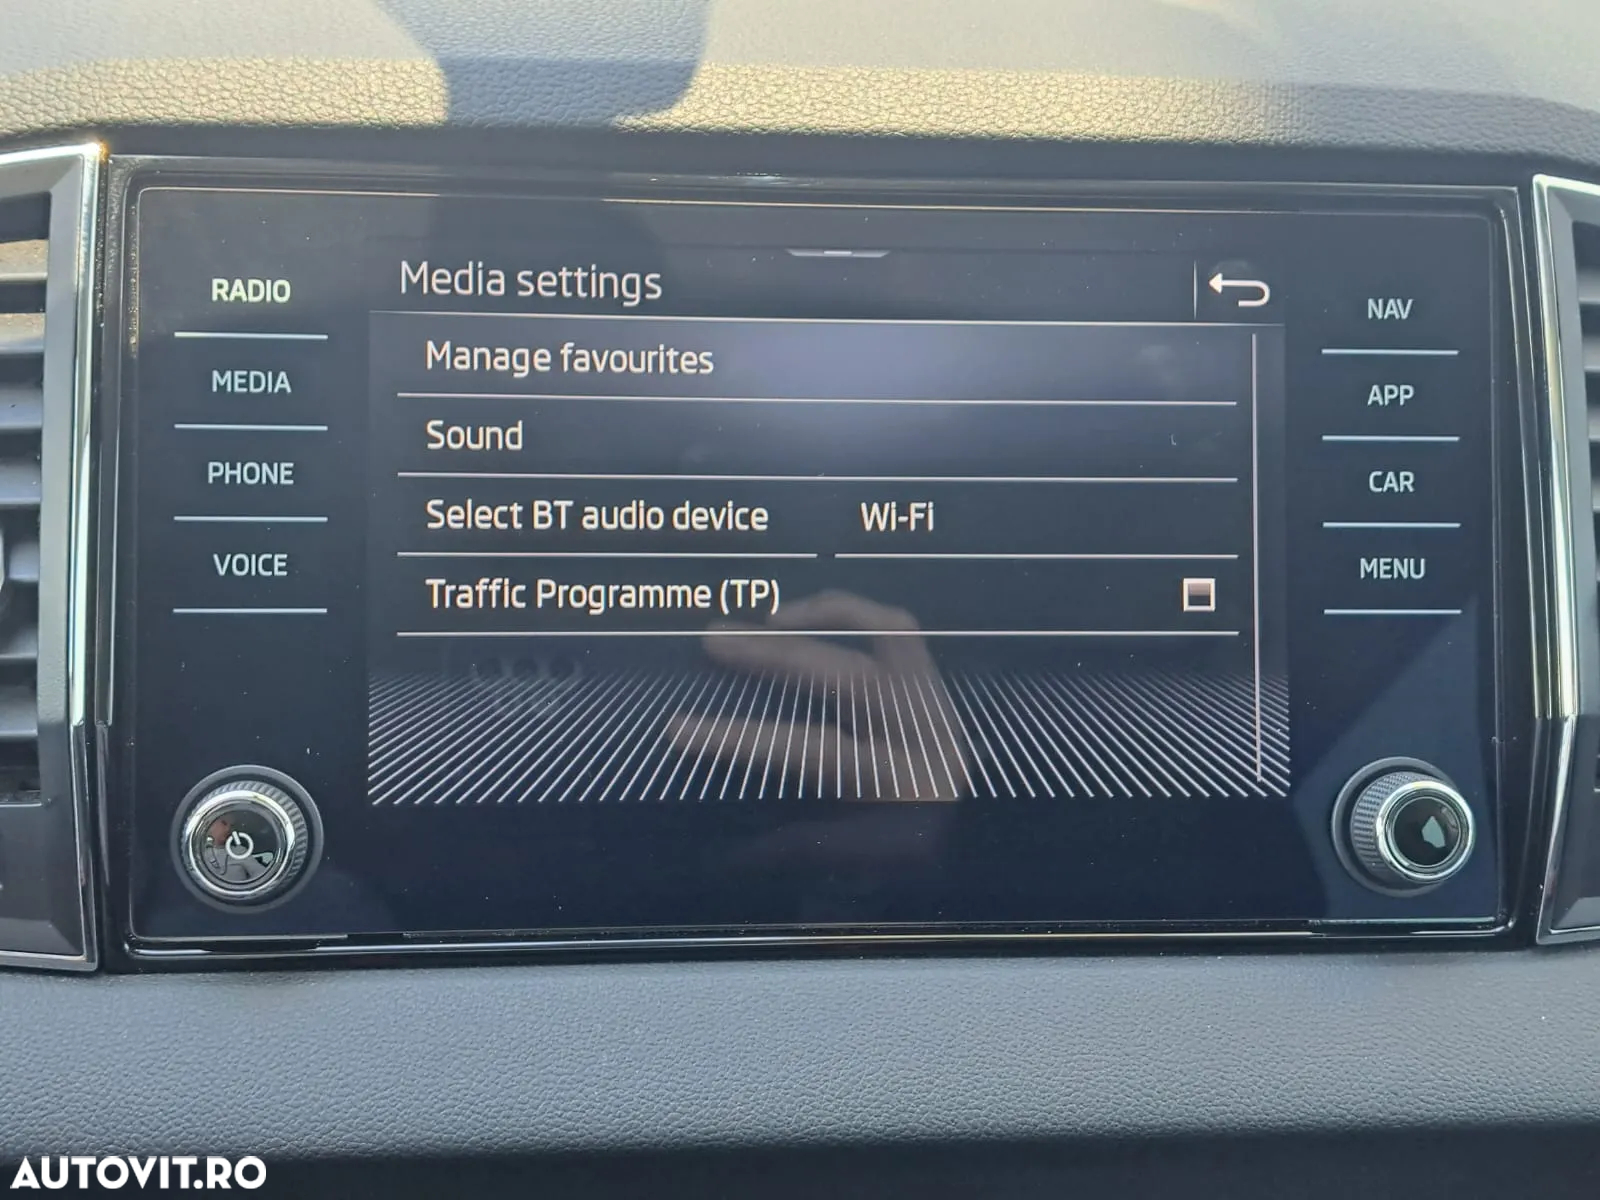 Media settings
RADIO
MEDIA
PHONE
VOICE
Manage favourites
Sound
Select BT audio device
Wi-Fi
Traffic Programme (TP)
NAV
APP
CAR
MENU
AUTOVIT.RO